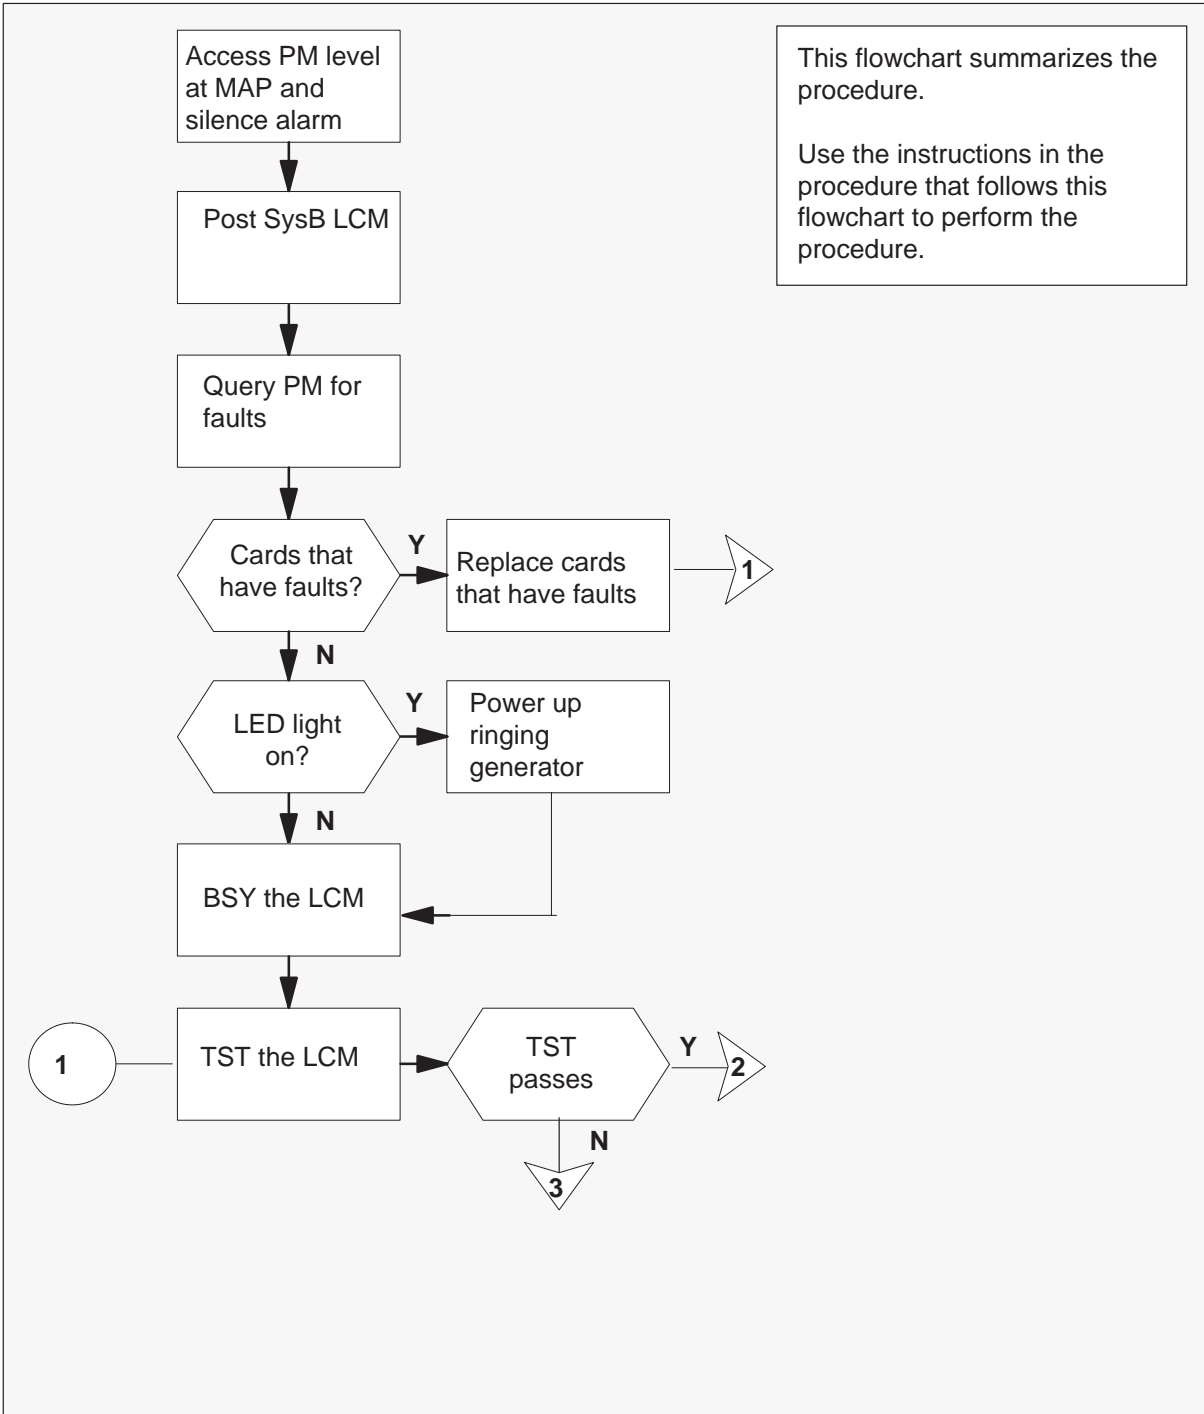 Access PM level
at MAP and
silence alarm
This flowchart summarizes the
procedure.
Use the instructions in the
procedure that follows this
flowchart to perform the
procedure.
Post SysB LCM
Query PM for
faults
Cards that
have faults?
Y
Replace cards
that have faults
1
N
LED light
on?
Y
Power up
ringing
generator
N
BSY the LCM
1
TST the LCM
TST
passes
Y
2
N
3